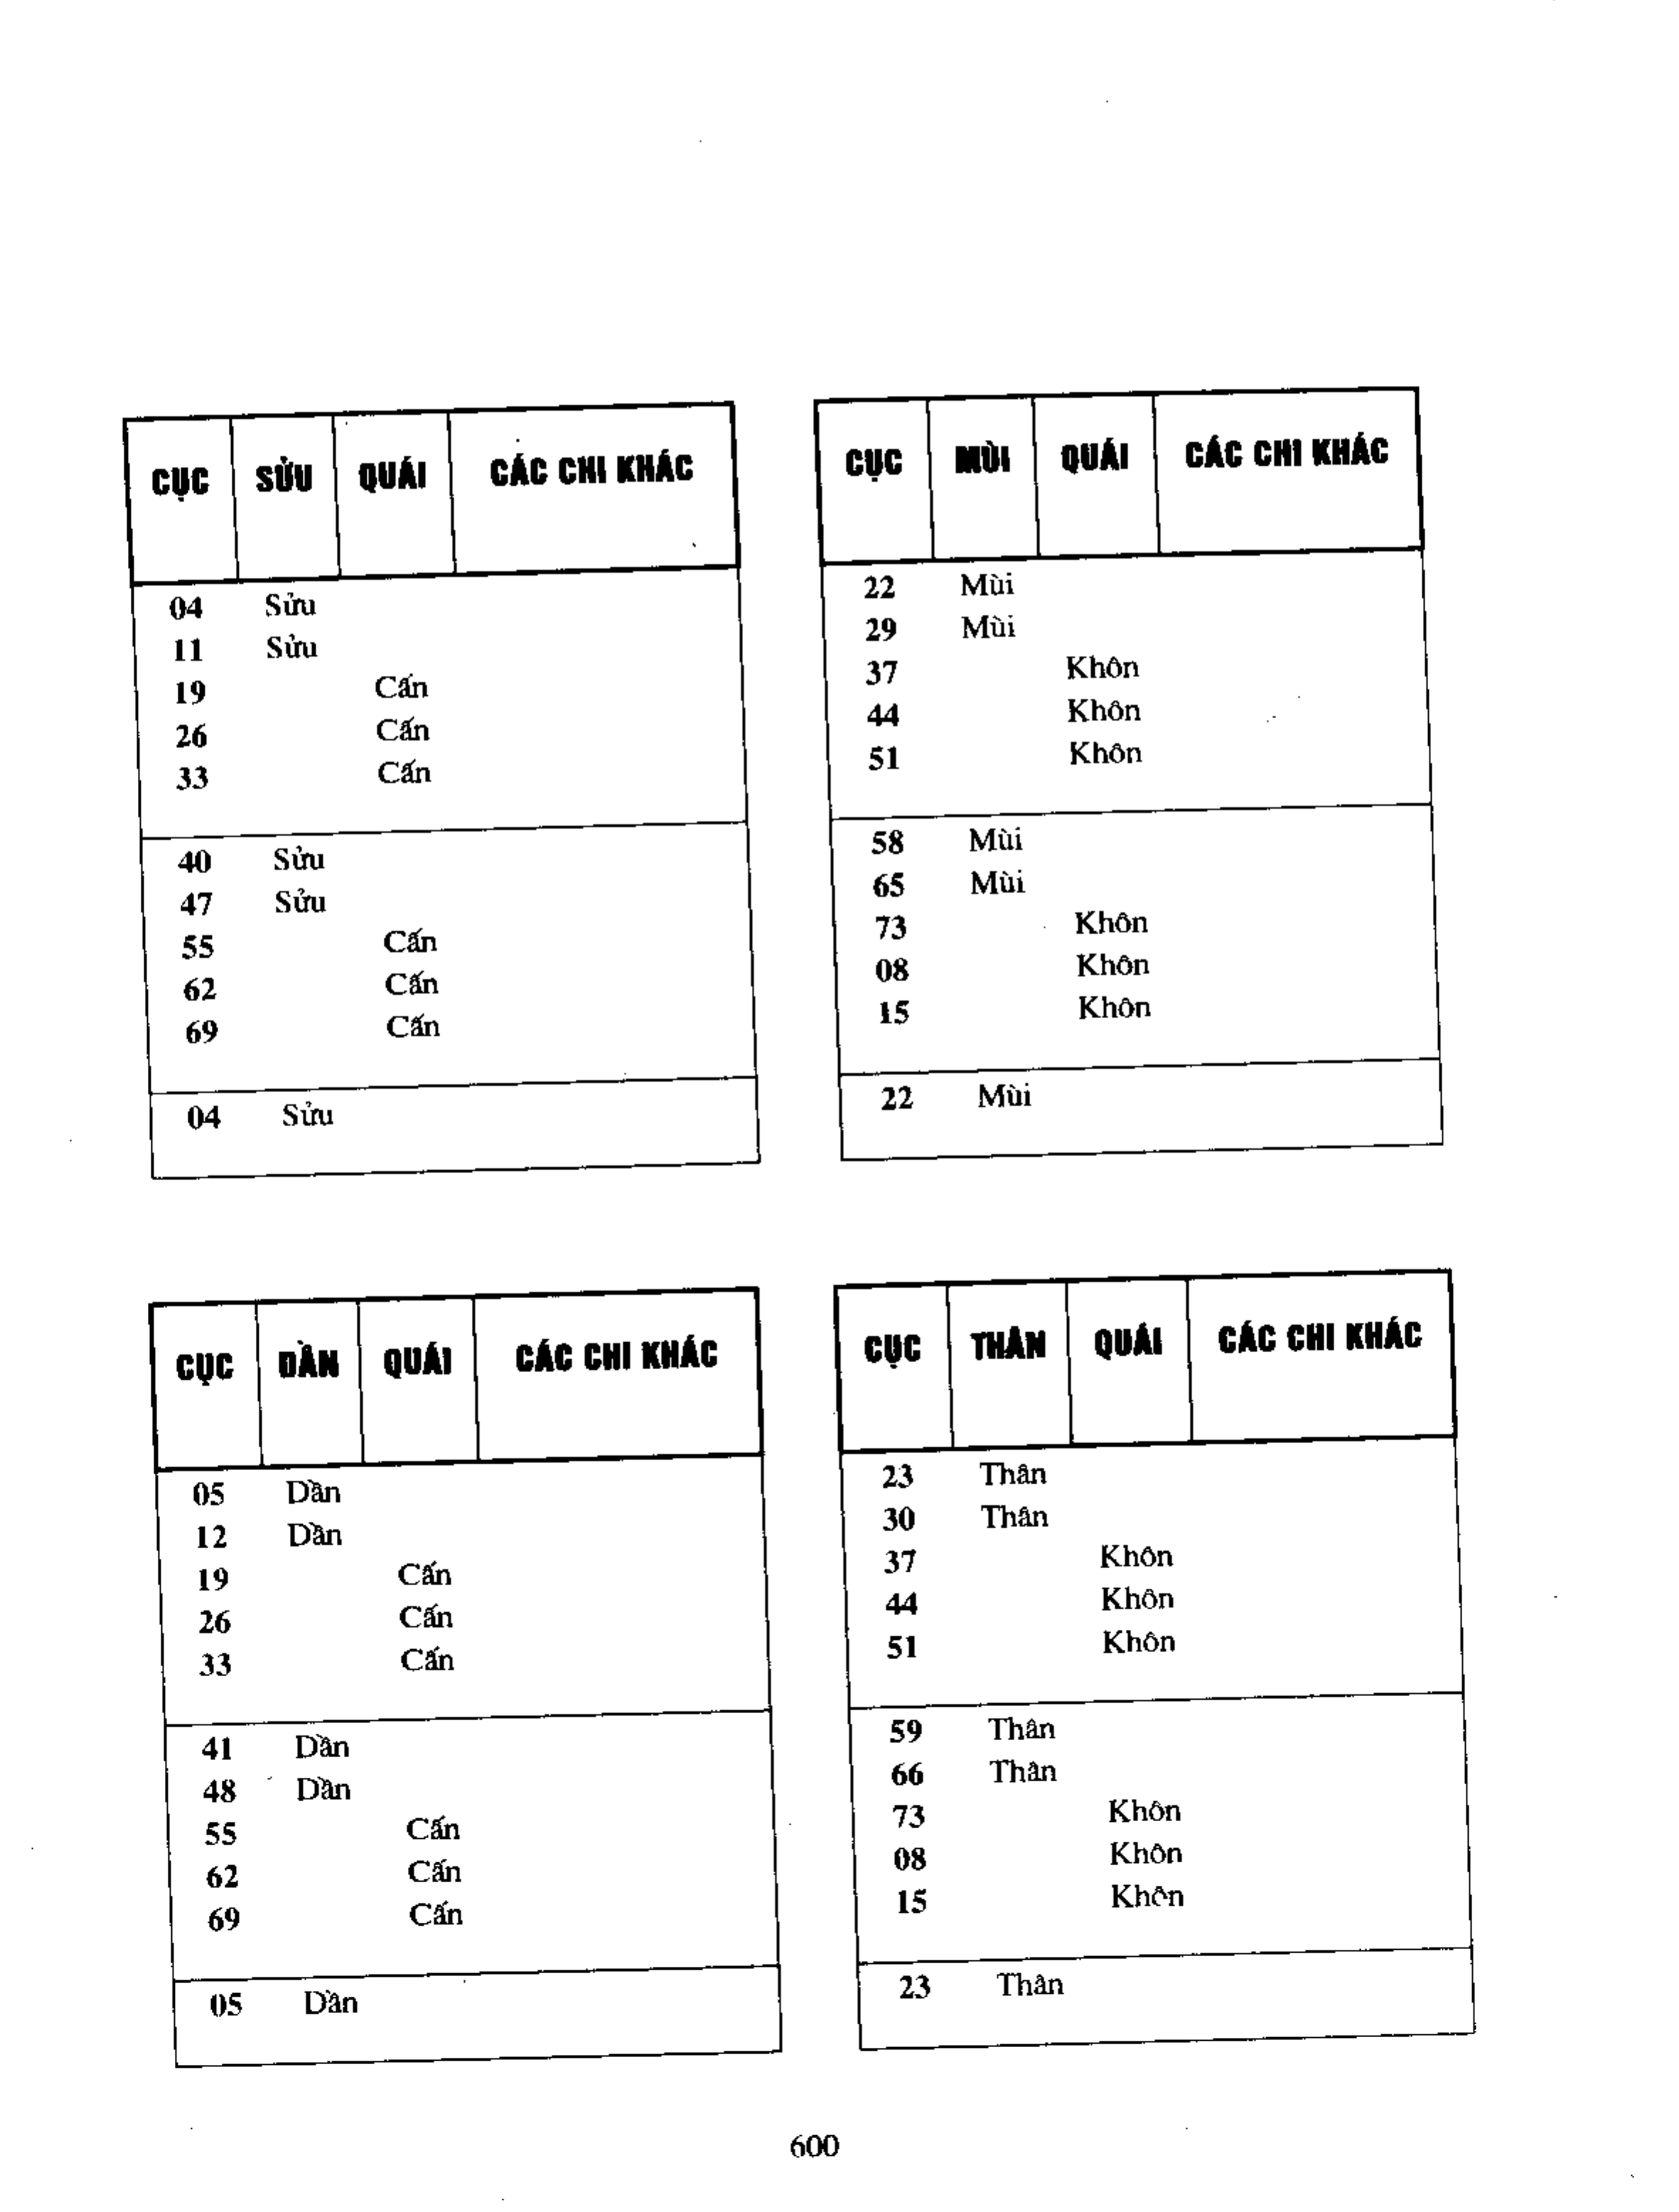 CỤC SỬU QUÁI CÁC CHI KHÁC
04 Sửu
11 Sửu
19 Cấn
26 Cấn
33 Cấn
40 Sửu
47 Sửu
55 Cấn
62 Cấn
69 Cấn
04 Sửu
CỤC MÙI QUÁI CÁC CHI KHÁC
22 Mùi
29 Mùi
37 Khôn
44 Khôn
51 Khôn
58 Mùi
65 Mùi
73 Khôn
08 Khôn
15 Khôn
22 Mùi
CỤC DẦN QUÁI CÁC CHI KHÁC
05 Dần
12 Dần
19 Cấn
26 Cấn
33 Cấn
41 Dần
48 Dần
55 Cấn
62 Cấn
69 Cấn
05 Dần
CỤC THÂN QUÁI CÁC CHI KHÁC
23 Thân
30 Thân
37 Khôn
44 Khôn
51 Khôn
59 Thân
66 Thân
73 Khôn
08 Khôn
15 Khôn
23 Thân
600